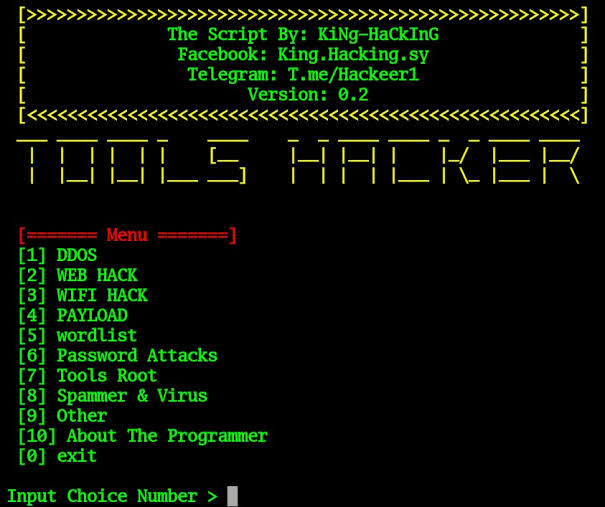 [>>>>>>>>>>>>>>>>>>>>>>>>>>>>>>>>>>>>>>>>>>>>>>>>>>>>>>>]
[ The Script By: KiNg-HaCkInG ]
[ Facebook: King.Hacking.sy ]
[ Telegram: T.me/Hackeer1 ]
[ Version: 0.2 ]
[<<<<<<<<<<<<<<<<<<<<<<<<<<<<<<<<<<<<<<<<<<<<<<<<<<<<<<<]
TOOLS HACKER
[======= Menu =======]
[1] DDOS
[2] WEB HACK
[3] WIFI HACK
[4] PAYLOAD
[5] wordlist
[6] Password Attacks
[7] Tools Root
[8] Spammer & Virus
[9] Other
[10] About The Programmer
[0] exit
Input Choice Number >